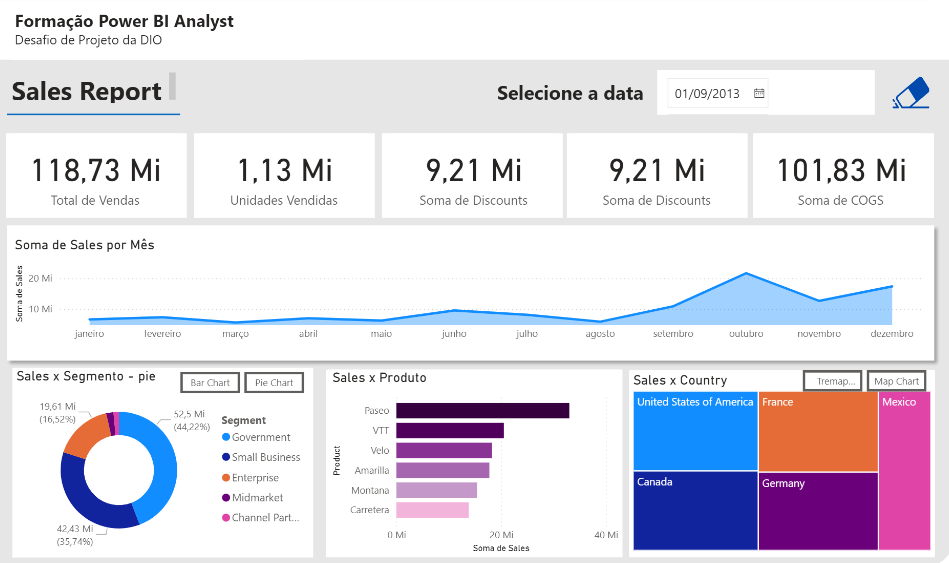 Formação Power BI Analyst
Desafio de Projeto da DIO
Sales Report
Selecione a data
01/09/2013
118,73 Mi
Total de Vendas
1,13 Mi
Unidades Vendidas
9,21 Mi
Soma de Discounts
9,21 Mi
Soma de Discounts
101,83 Mi
Soma de COGS
Soma de Sales por Mês
Soma de Sales
20 Mi
10 Mi
janeiro fevereiro março abril maio junho julho agosto setembro outubro novembro dezembro
Sales x Segmento - pie
Bar Chart
Pie Chart
19,61 Mi
(16,52%)
52,5 Mi
(44,22%)
42,43 Mi
(35,74%)
Segment
Government
Small Business
Enterprise
Midmarket
Channel Part...
Sales x Produto
Product
Paseo
VTT
Velo
Amarilla
Montana
Carretera
0 Mi 20 Mi 40 Mi
Soma de Sales
Sales x Country
Tremap...
Map Chart
United States of America
France
Mexico
Canada
Germany